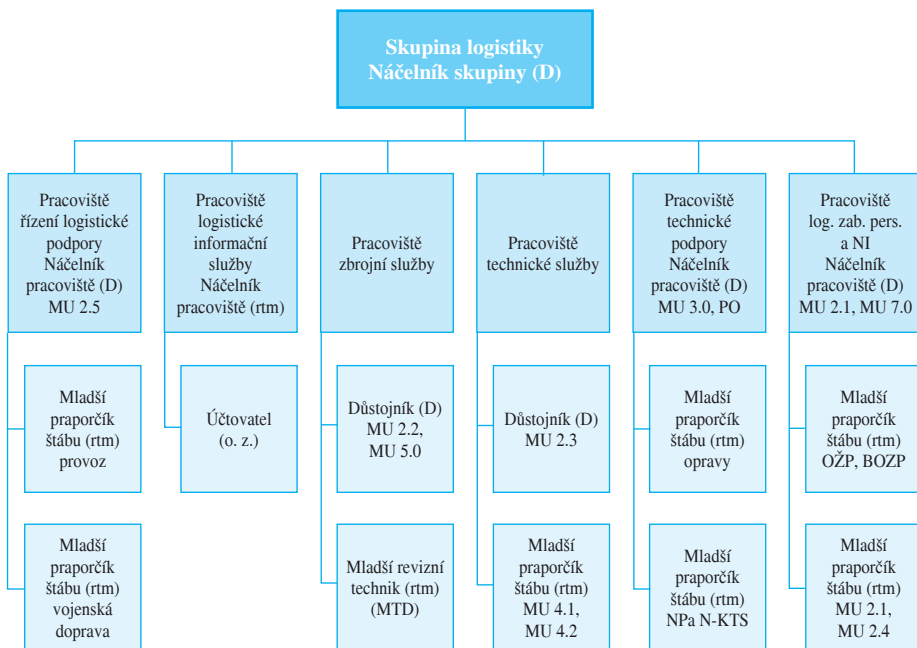 Skupina logistiky
Náčelník skupiny (D)
Pracoviště
řízení logistické
podpory
Náčelník
pracoviště (D)
MU 2.5
Pracoviště
logistické
informační
služby
Náčelník
pracoviště (rtm)
Pracoviště
zbrojní služby
Pracoviště
technické služby
Pracoviště
technické
podpory
Náčelník
pracoviště (D)
MU 3.0, PO
Pracoviště
log. zab. pers.
a NI
Náčelník
pracoviště (D)
MU 2.1, MU 7.0
Mladší
praporčík
štábu (rtm)
provoz
Účtovatel
(o. z.)
Důstojník (D)
MU 2.2,
MU 5.0
Důstojník (D)
MU 2.3
Mladší
praporčík
štábu (rtm)
opravy
Mladší
praporčík
štábu (rtm)
OŽP, BOZP
Mladší
praporčík
štábu (rtm)
vojenská
doprava
Mladší revizní
technik (rtm)
(MTD)
Mladší
praporčík
štábu (rtm)
MU 4.1,
MU 4.2
Mladší
praporčík
štábu (rtm)
NPa N-KTS
Mladší
praporčík
štábu (rtm)
MU 2.1,
MU 2.4